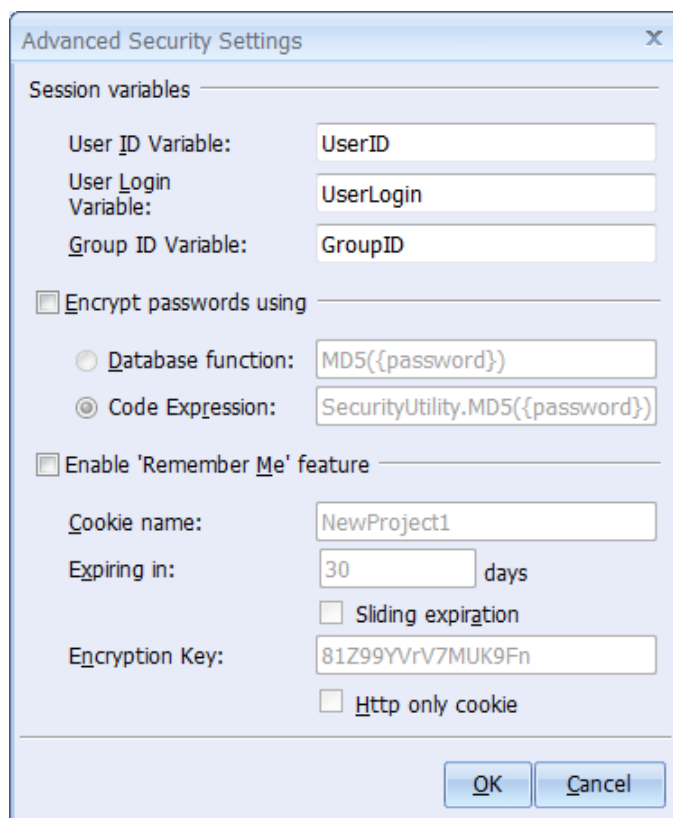 Advanced Security Settings
Session variables
User ID Variable: UserID
User Login
Variable: UserLogin
Group ID Variable: GroupID
Encrypt passwords using
Database function: MD5({password})
Code Expression: SecurityUtility.MD5({password})
Enable 'Remember Me' feature
Cookie name: NewProject1
Expiring in: 30 days
Sliding expiration
Encryption Key: 81Z99YVrV7MUK9Fn
Http only cookie
OK Cancel